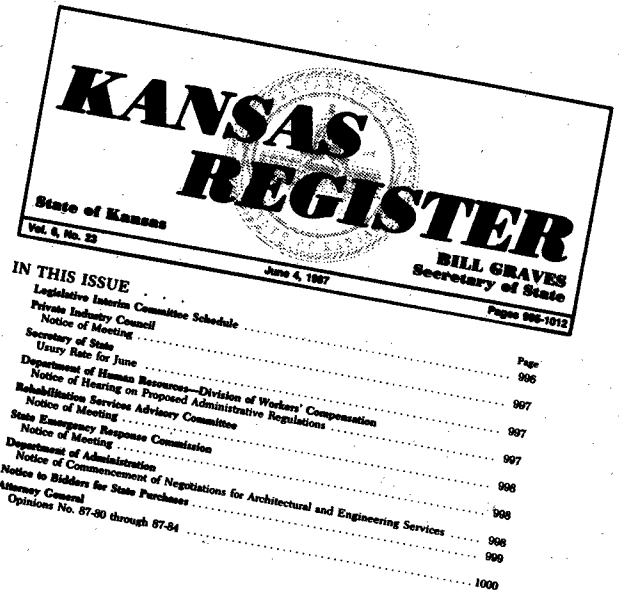 KANSAS
REGISTER
State of Kansas
BILL GRAVES
Secretary of State
Vol. 6, No. 23 June 4, 1987 Pages 995-1012
IN THIS ISSUE . . . Page
Legislative Interim Committee Schedule ........ 996
Private Industry Council
Notice of Meeting ........ 997
Secretary of State
Usury Rate for June ........ 997
Department of Human Resources—Division of Workers' Compensation
Notice of Hearing on Proposed Administrative Regulations ........ 997
Rehabilitation Services Advisory Committee
Notice of Meeting ........ 998
State Emergency Response Commission
Notice of Meeting ........ 998
Department of Administration
Notice of Commencement of Negotiations for Architectural and Engineering Services ..... 998
Notice to Bidders for State Purchases ........ 999
Attorney General
Opinions No. 87-80 through 87-84 ........ 1000